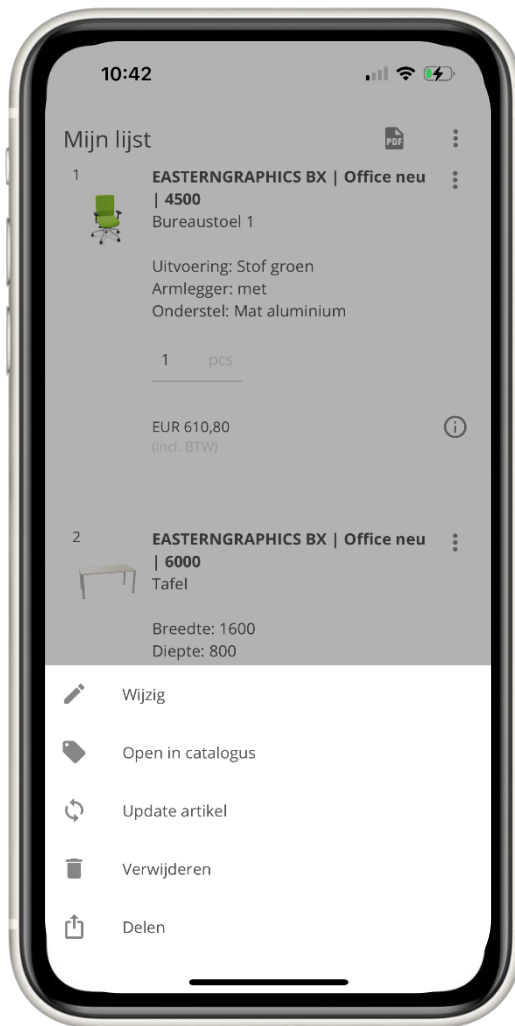 10:42
Mijn lijst
PDF
1
EASTERNGRAPHICS BX | Office neu
| 4500
Bureaustoel 1
Uitvoering: Stof groen
Armlegger: met
Onderstel: Mat aluminium
1 pcs
EUR 610,80
(incl. BTW)
2
EASTERNGRAPHICS BX | Office neu
| 6000
Tafel
Breedte: 1600
Diepte: 800
Wijzig
Open in catalogus
Update artikel
Verwijderen
Delen